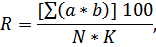 R = [∑(a * b)] 100 / N * K,